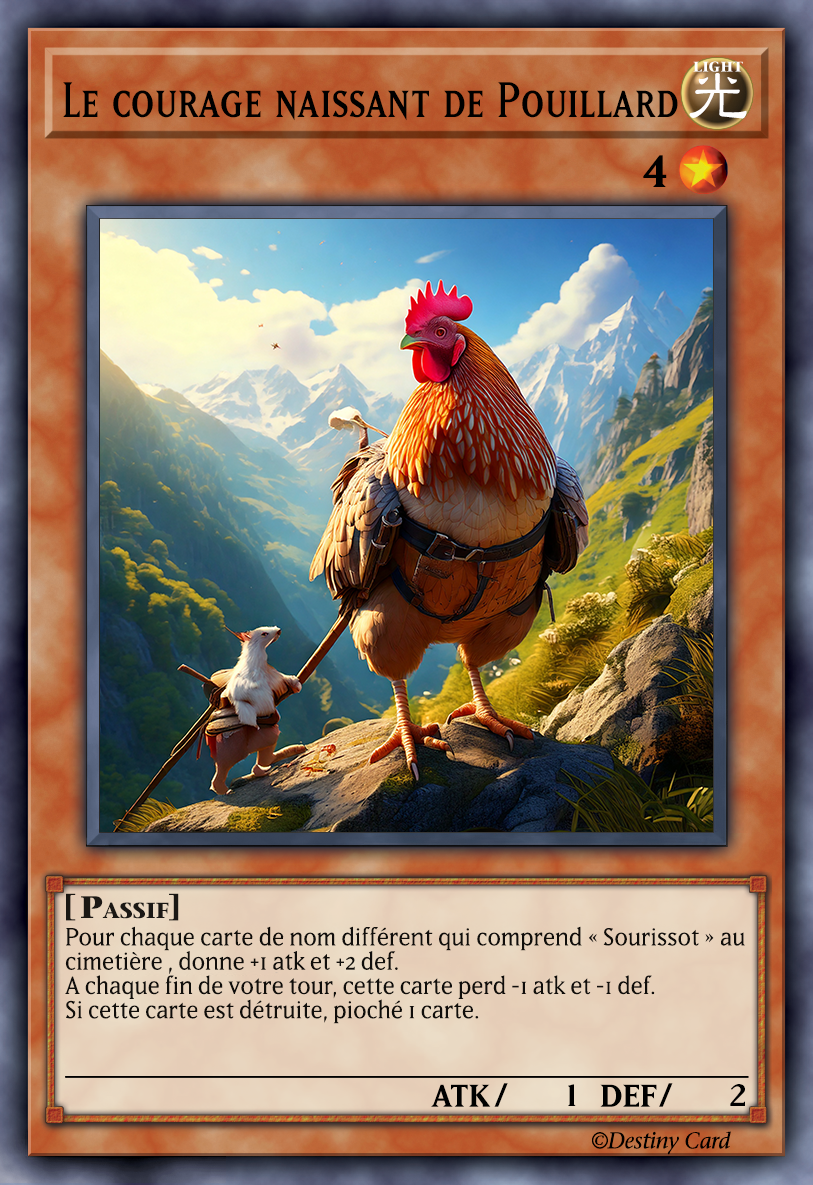 Le courage naissant de Pouillard
LIGHT
光
4
[ Passif]
Pour chaque carte de nom différent qui comprend « Sourissot » au
cimetière , donne +1 atk et +2 def.
A chaque fin de votre tour, cette carte perd -1 atk et -1 def.
Si cette carte est détruite, pioché 1 carte.
ATK/ 1 DEF/ 2
©Destiny Card